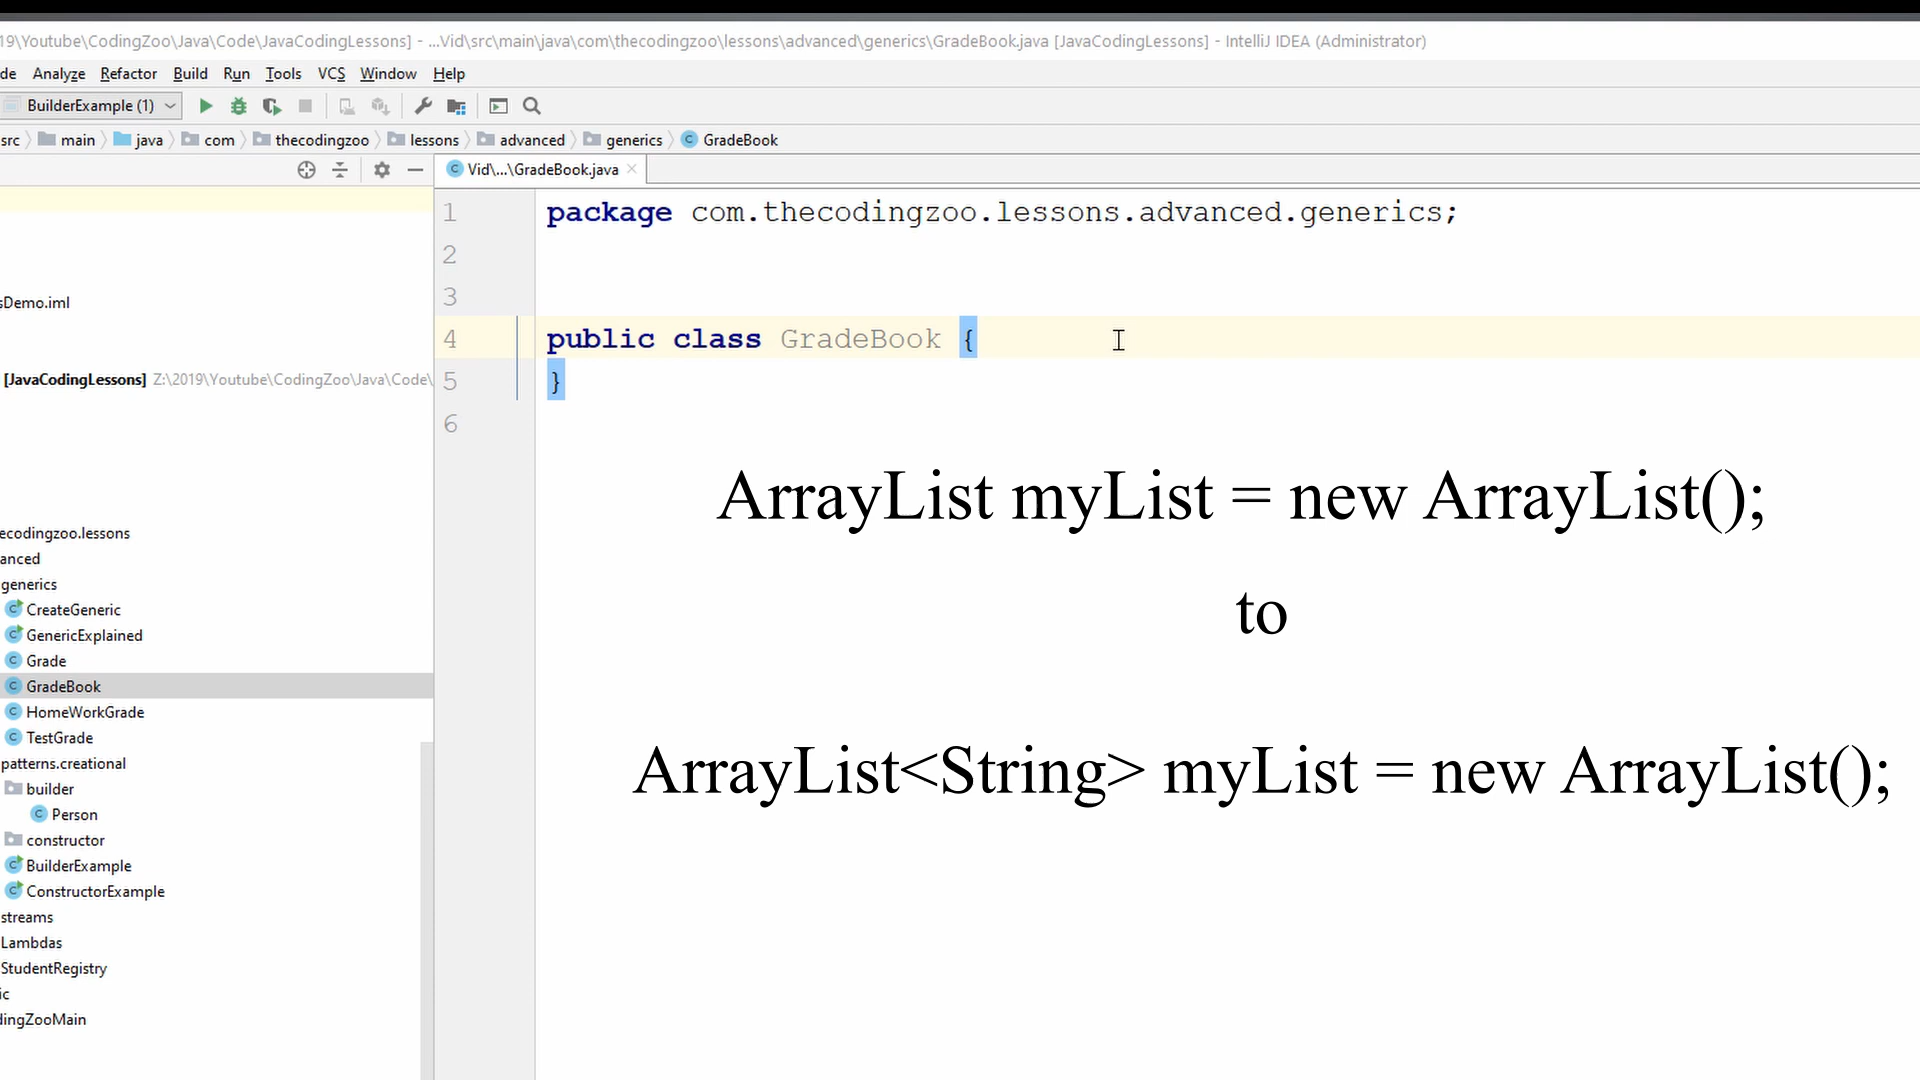 19\Youtube\CodingZoo\Java\Code\JavaCodingLessons] - ...Vid\src\main\java\com\thecodingzoo\lessons\advanced\generics\GradeBook.java [JavaCodingLessons] - IntelliJ IDEA (Administrator)
de Analyze Refactor Build Run Tools VCS Window Help
BuilderExample (1)
src main java com thecodingzoo lessons advanced generics GradeBook
Vid\...\GradeBook.java
1 package com.thecodingzoo.lessons.advanced.generics;
2
3
4 public class GradeBook {
5 }
6
sDemo.iml
[JavaCodingLessons] Z:\2019\Youtube\CodingZoo\Java\Code\
ecodingzoo.lessons
anced
generics
CreateGeneric
GenericExplained
Grade
GradeBook
HomeWorkGrade
TestGrade
patterns.creational
builder
Person
constructor
BuilderExample
ConstructorExample
streams
Lambdas
StudentRegistry
ic
dingZooMain
ArrayList myList = new ArrayList();
to
ArrayList<String> myList = new ArrayList();